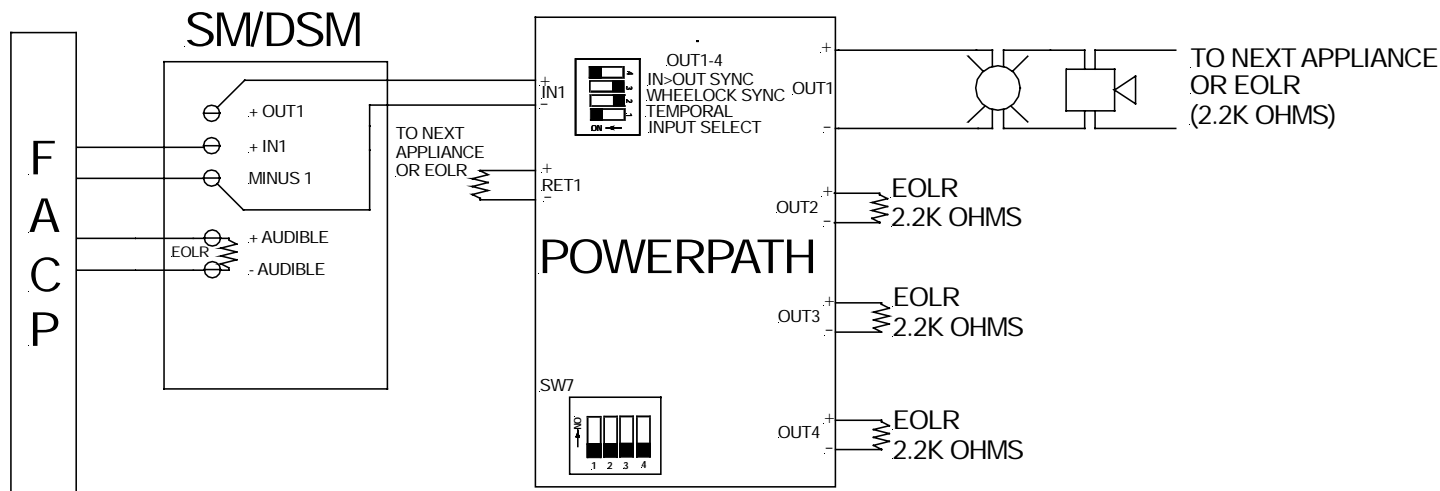 SM/DSM
F
A
C
P
+ OUT1
+ IN1
MINUS 1
+ AUDIBLE
- AUDIBLE
EOLR
TO NEXT
APPLIANCE
OR EOLR
+
IN1
-
+
RET1
-
OUT1-4
IN>OUT SYNC
WHEELOCK SYNC
TEMPORAL
INPUT SELECT
4
3
2
1
ON
POWERPATH
SW7
ON
1 2 3 4
+
OUT1
-
TO NEXT APPLIANCE
OR EOLR
(2.2K OHMS)
+
OUT2
-
EOLR
2.2K OHMS
+
OUT3
-
EOLR
2.2K OHMS
+
OUT4
-
EOLR
2.2K OHMS